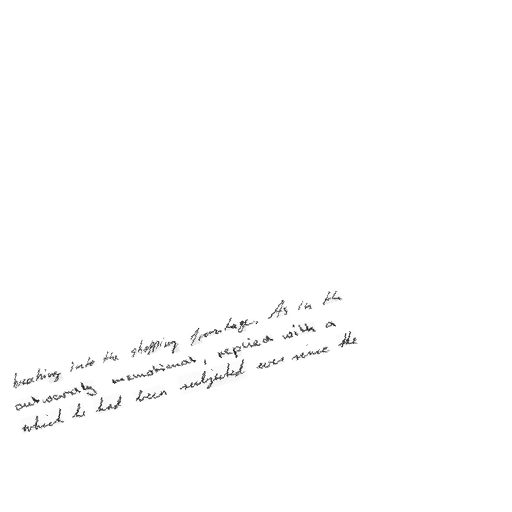 breaking into the shopping frontage. As in the
outwardly unemotional, replied with a
which he had been subjected ever since the